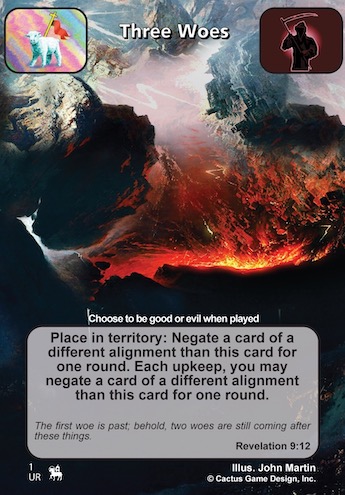 Three Woes
Choose to be good or evil when played
Place in territory: Negate a card of a
different alignment than this card for
one round. Each upkeep, you may
negate a card of a different alignment
than this card for one round.
The first woe is past; behold, two woes are still coming after
these things.
Revelation 9:12
1
UR
Illus. John Martin
© Cactus Game Design, Inc.